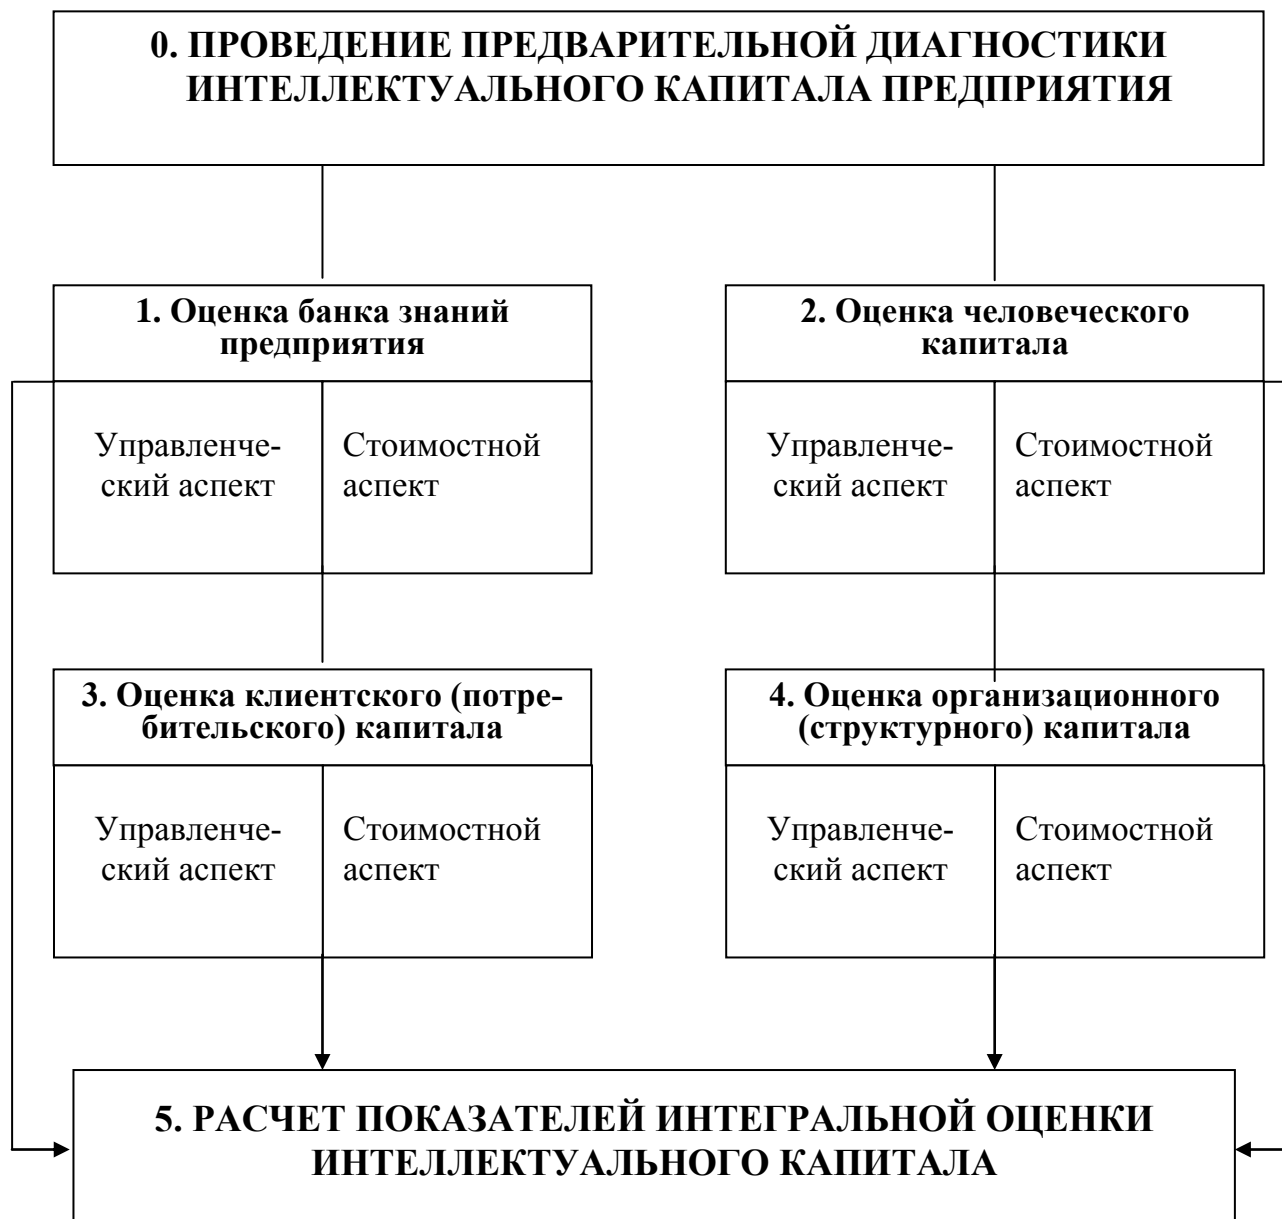 0. ПРОВЕДЕНИЕ ПРЕДВАРИТЕЛЬНОЙ ДИАГНОСТИКИ
ИНТЕЛЛЕКТУАЛЬНОГО КАПИТАЛА ПРЕДПРИЯТИЯ
1. Оценка банка знаний
предприятия
Управленче-
ский аспект
Стоимостной
аспект
2. Оценка человеческого
капитала
Управленче-
ский аспект
Стоимостной
аспект
3. Оценка клиентского (потре-
бительского) капитала
Управленче-
ский аспект
Стоимостной
аспект
4. Оценка организационного
(структурного) капитала
Управленче-
ский аспект
Стоимостной
аспект
5. РАСЧЕТ ПОКАЗАТЕЛЕЙ ИНТЕГРАЛЬНОЙ ОЦЕНКИ
ИНТЕЛЛЕКТУАЛЬНОГО КАПИТАЛА